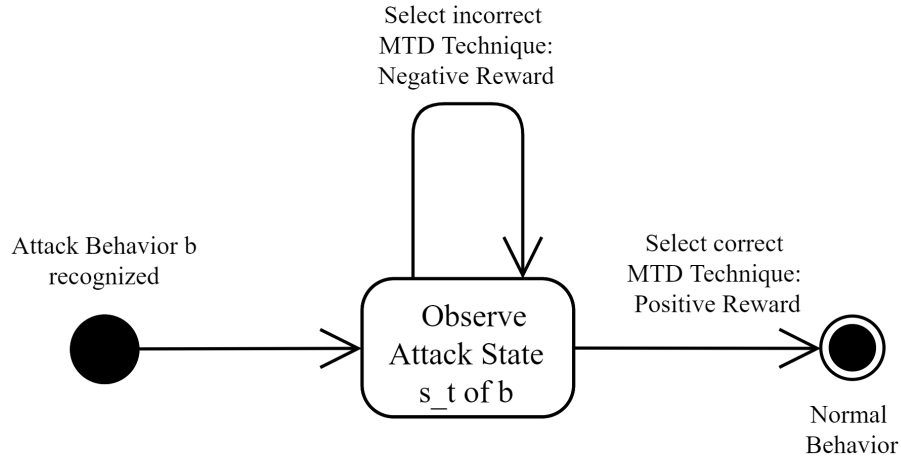 Select incorrect
MTD Technique:
Negative Reward
Attack Behavior b
recognized
Select correct
MTD Technique:
Positive Reward
Observe
Attack State
s_t of b
Normal
Behavior